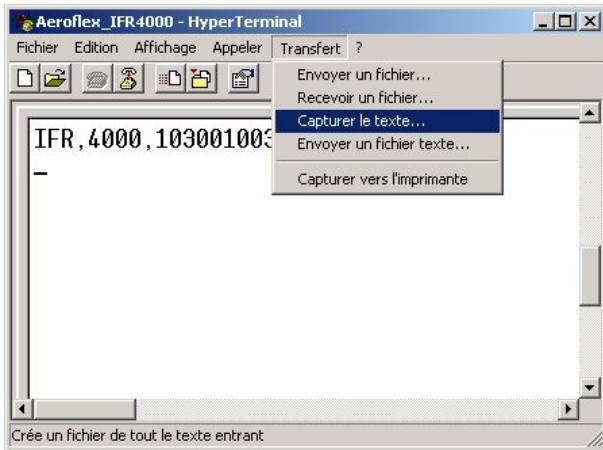 Aeroflex_IFR4000 - HyperTerminal
Fichier Edition Affichage Appeler Transfert ?
Envoyer un fichier...
Recevoir un fichier...
Capturer le texte...
Envoyer un fichier texte...
Capturer vers l'imprimante
IFR,4000,103001003
Crée un fichier de tout le texte entrant